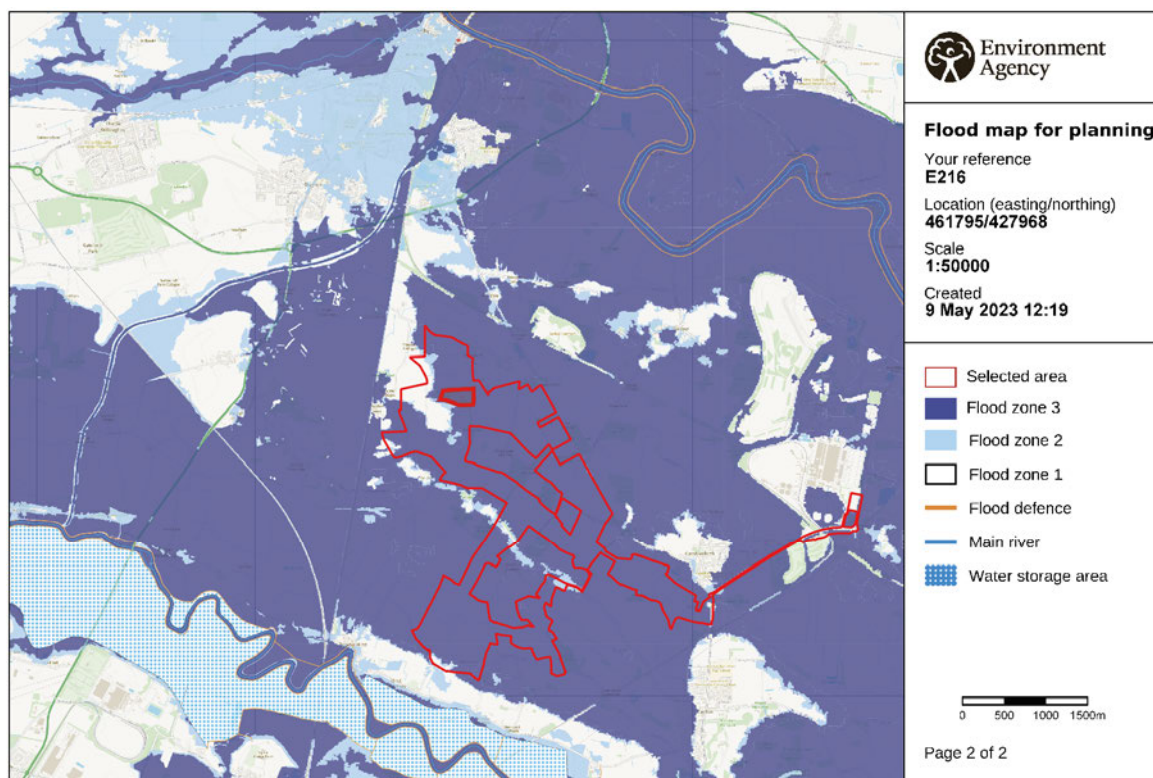 Environment
Agency
Flood map for planning
Your reference
E216
Location (easting/northing)
461795/427968
Scale
1:50000
Created
9 May 2023 12:19
Selected area
Flood zone 3
Flood zone 2
Flood zone 1
Flood defence
Main river
Water storage area
0 500 1000 1500m
Page 2 of 2